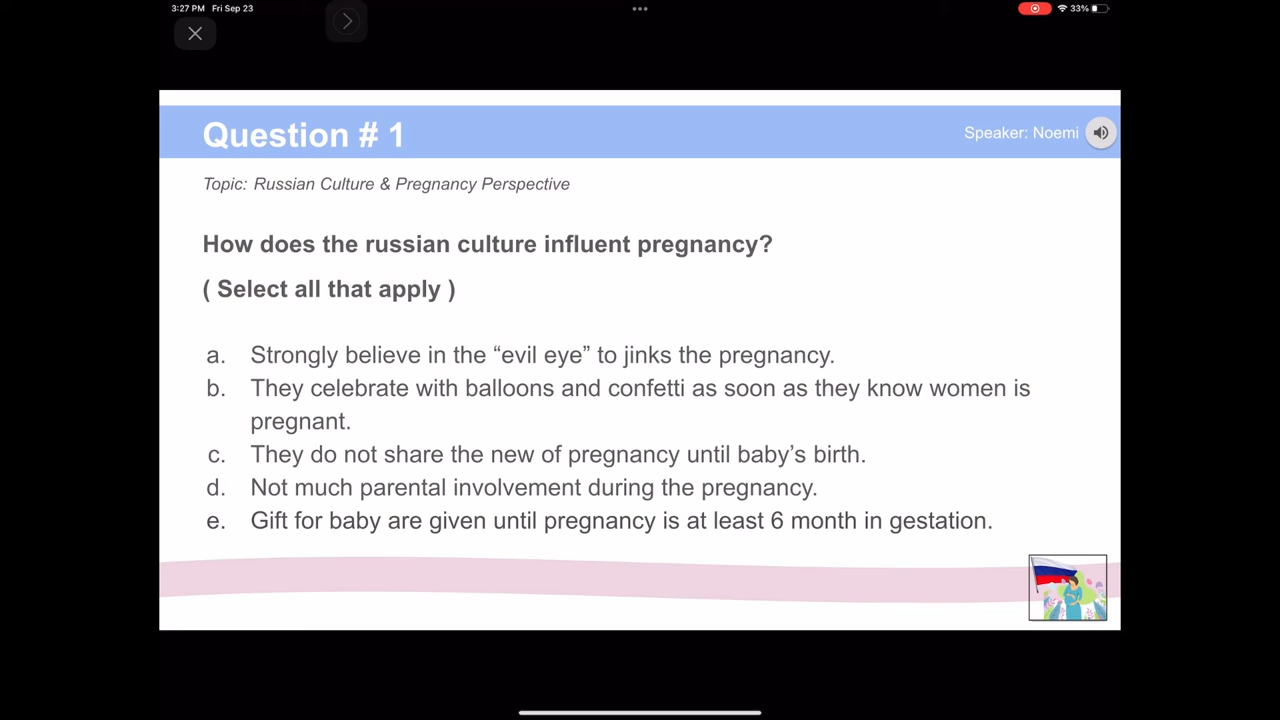 3:27 PM Fri Sep 23
33%
Question # 1
Speaker: Noemi
Topic: Russian Culture & Pregnancy Perspective
How does the russian culture influent pregnancy?
( Select all that apply )
a. Strongly believe in the “evil eye” to jinks the pregnancy.
b. They celebrate with balloons and confetti as soon as they know women is
pregnant.
c. They do not share the new of pregnancy until baby’s birth.
d. Not much parental involvement during the pregnancy.
e. Gift for baby are given until pregnancy is at least 6 month in gestation.